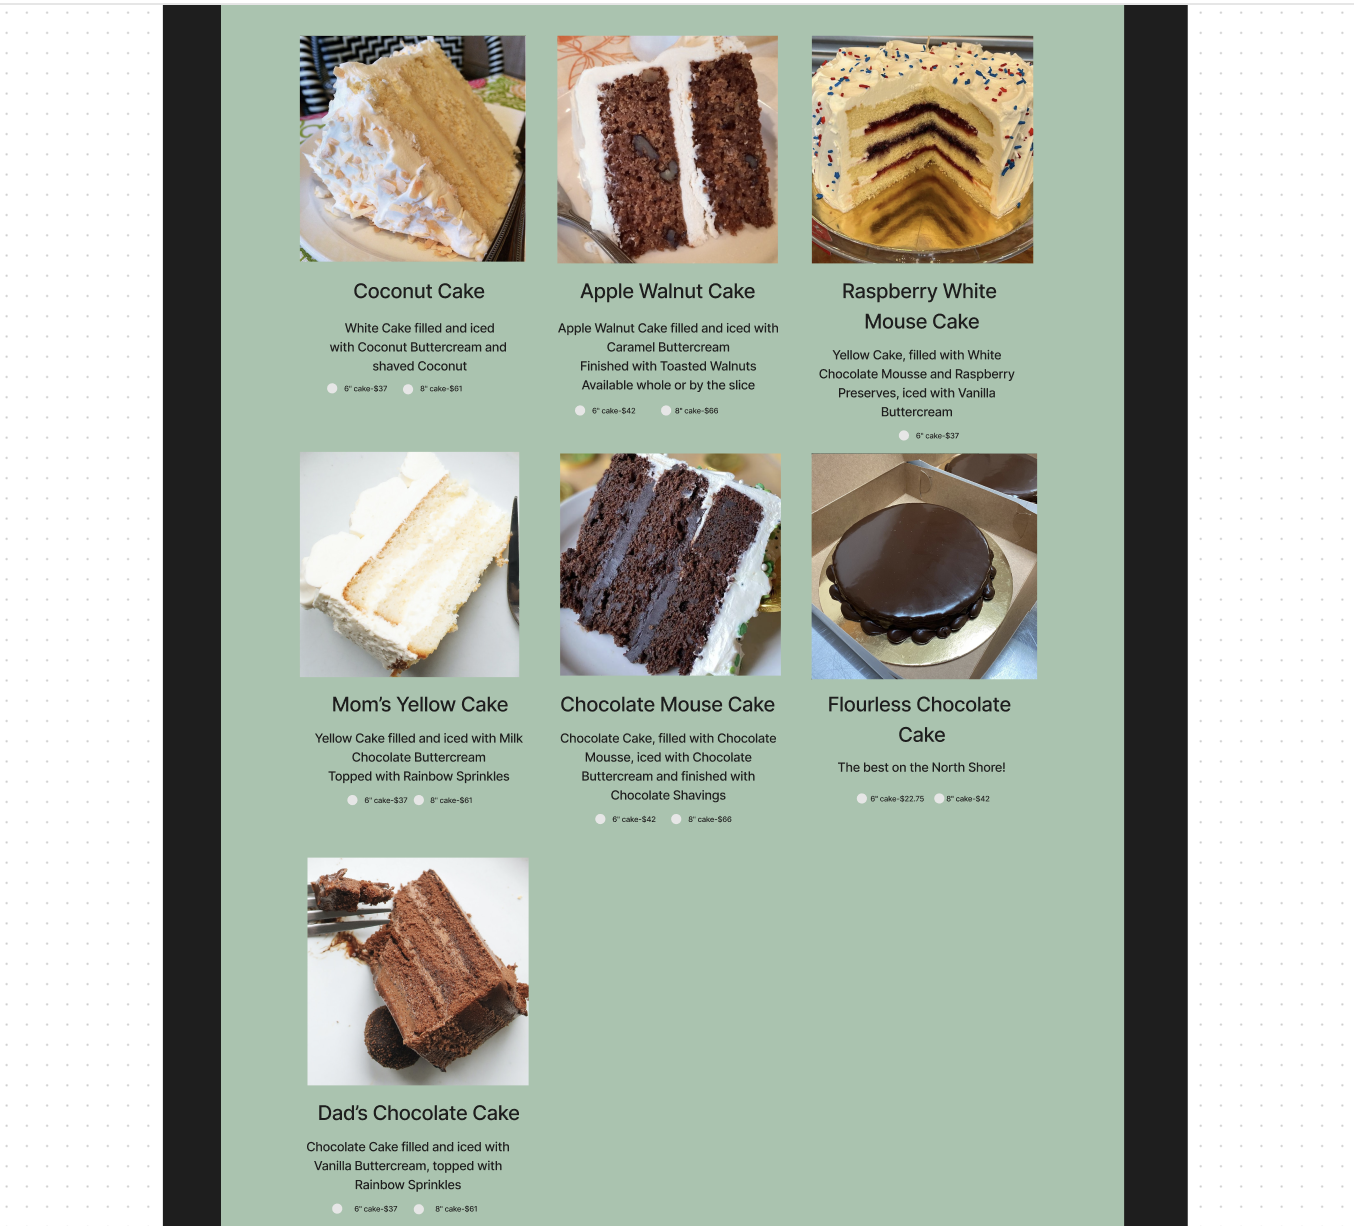 Coconut Cake
White Cake filled and iced
with Coconut Buttercream and
shaved Coconut
6" cake-$37
8" cake-$61
Apple Walnut Cake
Apple Walnut Cake filled and iced with
Caramel Buttercream
Finished with Toasted Walnuts
Available whole or by the slice
6" cake-$42
8" cake-$66
Raspberry White
Mouse Cake
Yellow Cake, filled with White
Chocolate Mousse and Raspberry
Preserves, iced with Vanilla
Buttercream
6" cake-$37
Mom’s Yellow Cake
Yellow Cake filled and iced with Milk
Chocolate Buttercream
Topped with Rainbow Sprinkles
6" cake-$37
8" cake-$61
Chocolate Mouse Cake
Chocolate Cake, filled with Chocolate
Mousse, iced with Chocolate
Buttercream and finished with
Chocolate Shavings
6" cake-$42
8" cake-$66
Flourless Chocolate
Cake
The best on the North Shore!
6" cake-$22.75
8" cake-$42
Dad’s Chocolate Cake
Chocolate Cake filled and iced with
Vanilla Buttercream, topped with
Rainbow Sprinkles
6" cake-$37
8" cake-$61